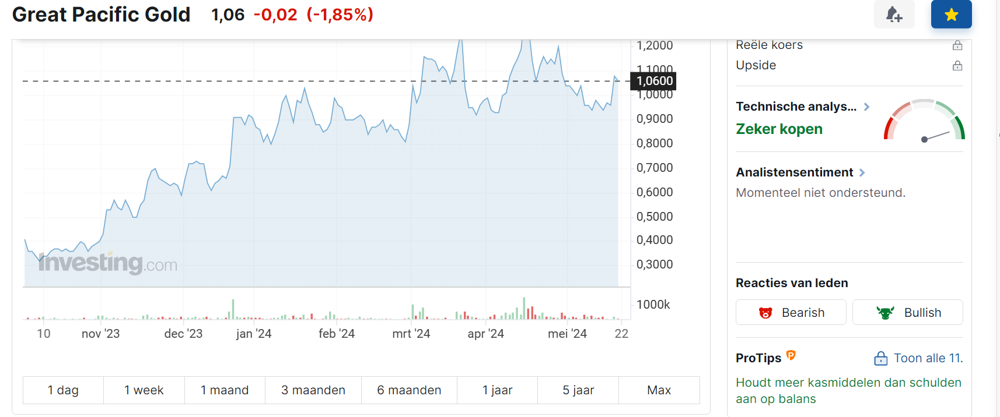 Great Pacific Gold 1,06 -0,02 (-1,85%)
1,2000
1,1000
1,0600
1,0000
0,9000
0,8000
0,7000
0,6000
0,5000
0,4000
0,3000
Investing.com
1000k
10 nov '23 dec '23 jan '24 feb '24 mrt '24 apr '24 mei '24 22
1 dag 1 week 1 maand 3 maanden 6 maanden 1 jaar 5 jaar Max
Reële koers
Upside
Technische analys...
Zeker kopen
Analistensentiment
Momenteel niet ondersteund.
Reacties van leden
Bearish Bullish
ProTips P Toon alle 11.
Houdt meer kasmiddelen dan schulden
aan op balans